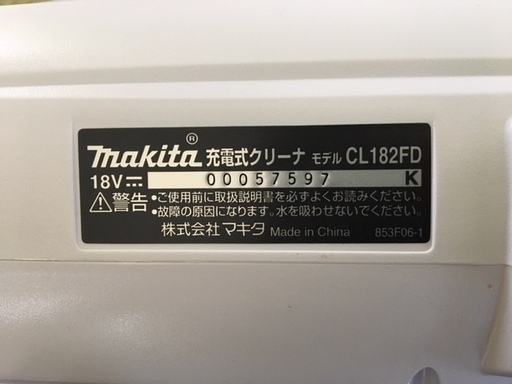 makita® 充電式クリーナ モデル CL182FD
18V⎓ 00057597 K
⚠警告 •ご使用前に取扱説明書を必ずよくお読みください。
•故障の原因になります。水を吸わせないでください。
株式会社マキタ Made in China 853F06-1